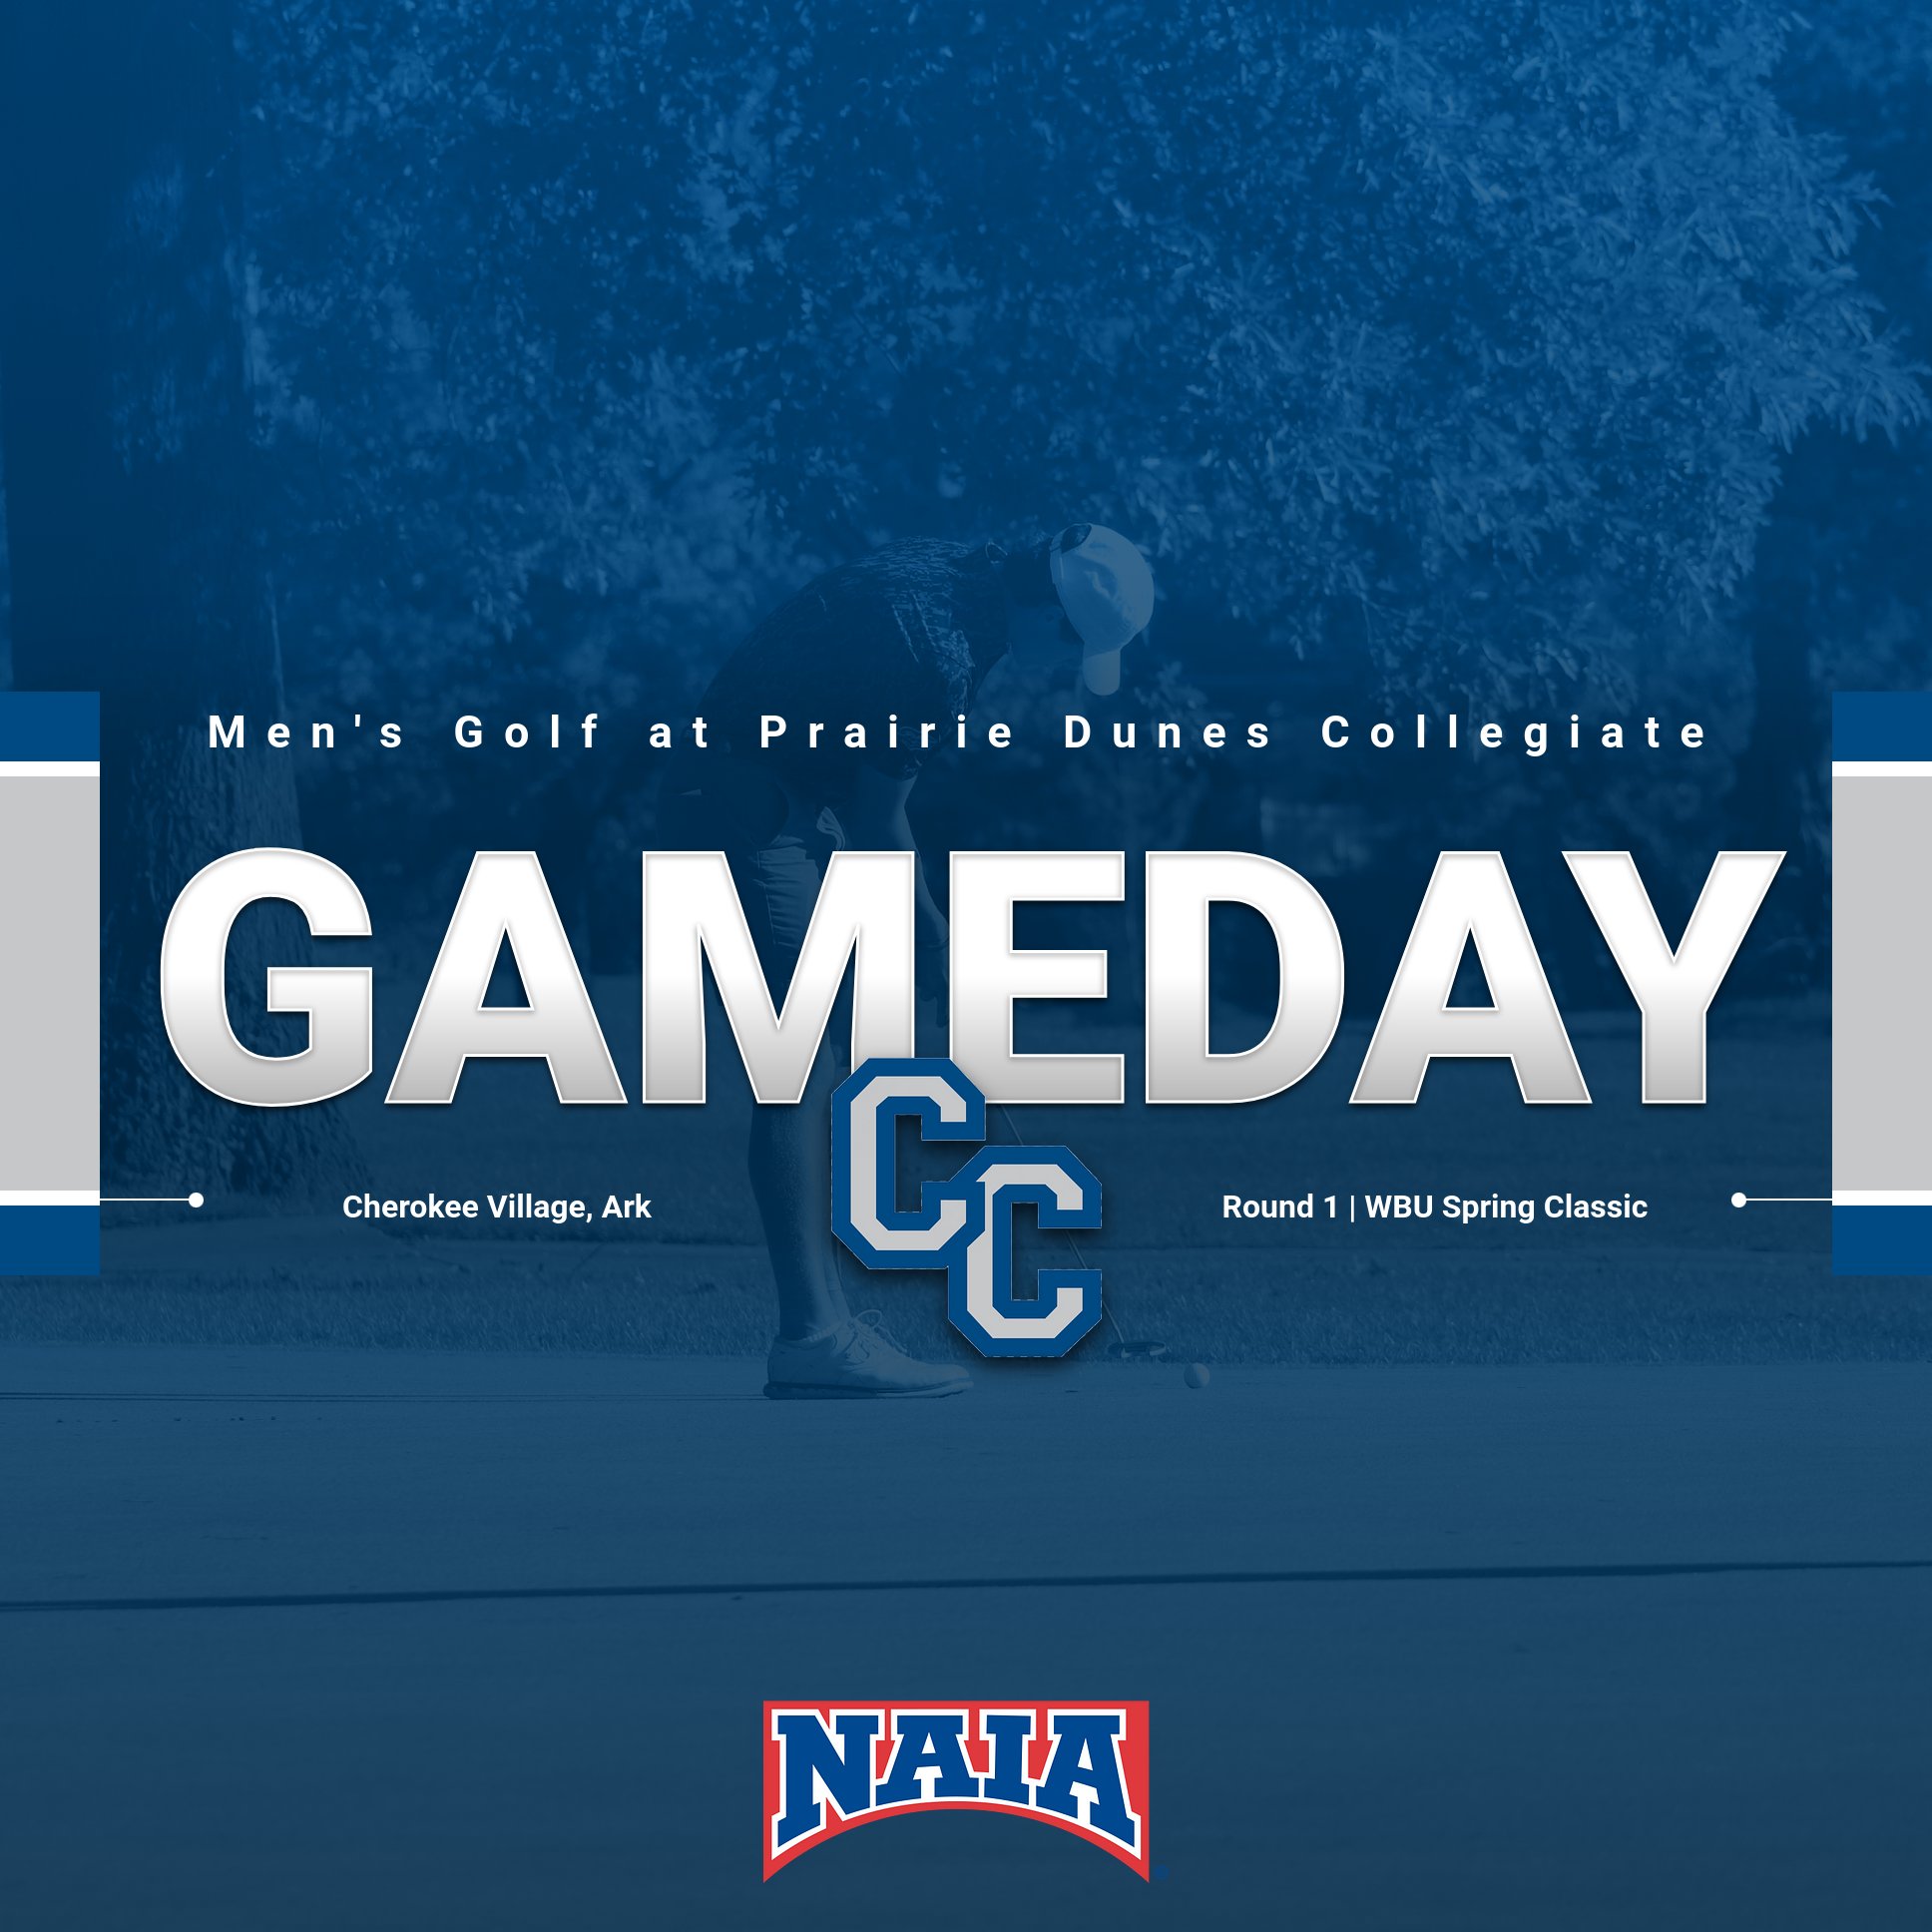 Men's Golf at Prairie Dunes Collegiate
GAMEDAY
CC
Cherokee Village, Ark
Round 1 | WBU Spring Classic
NAIA